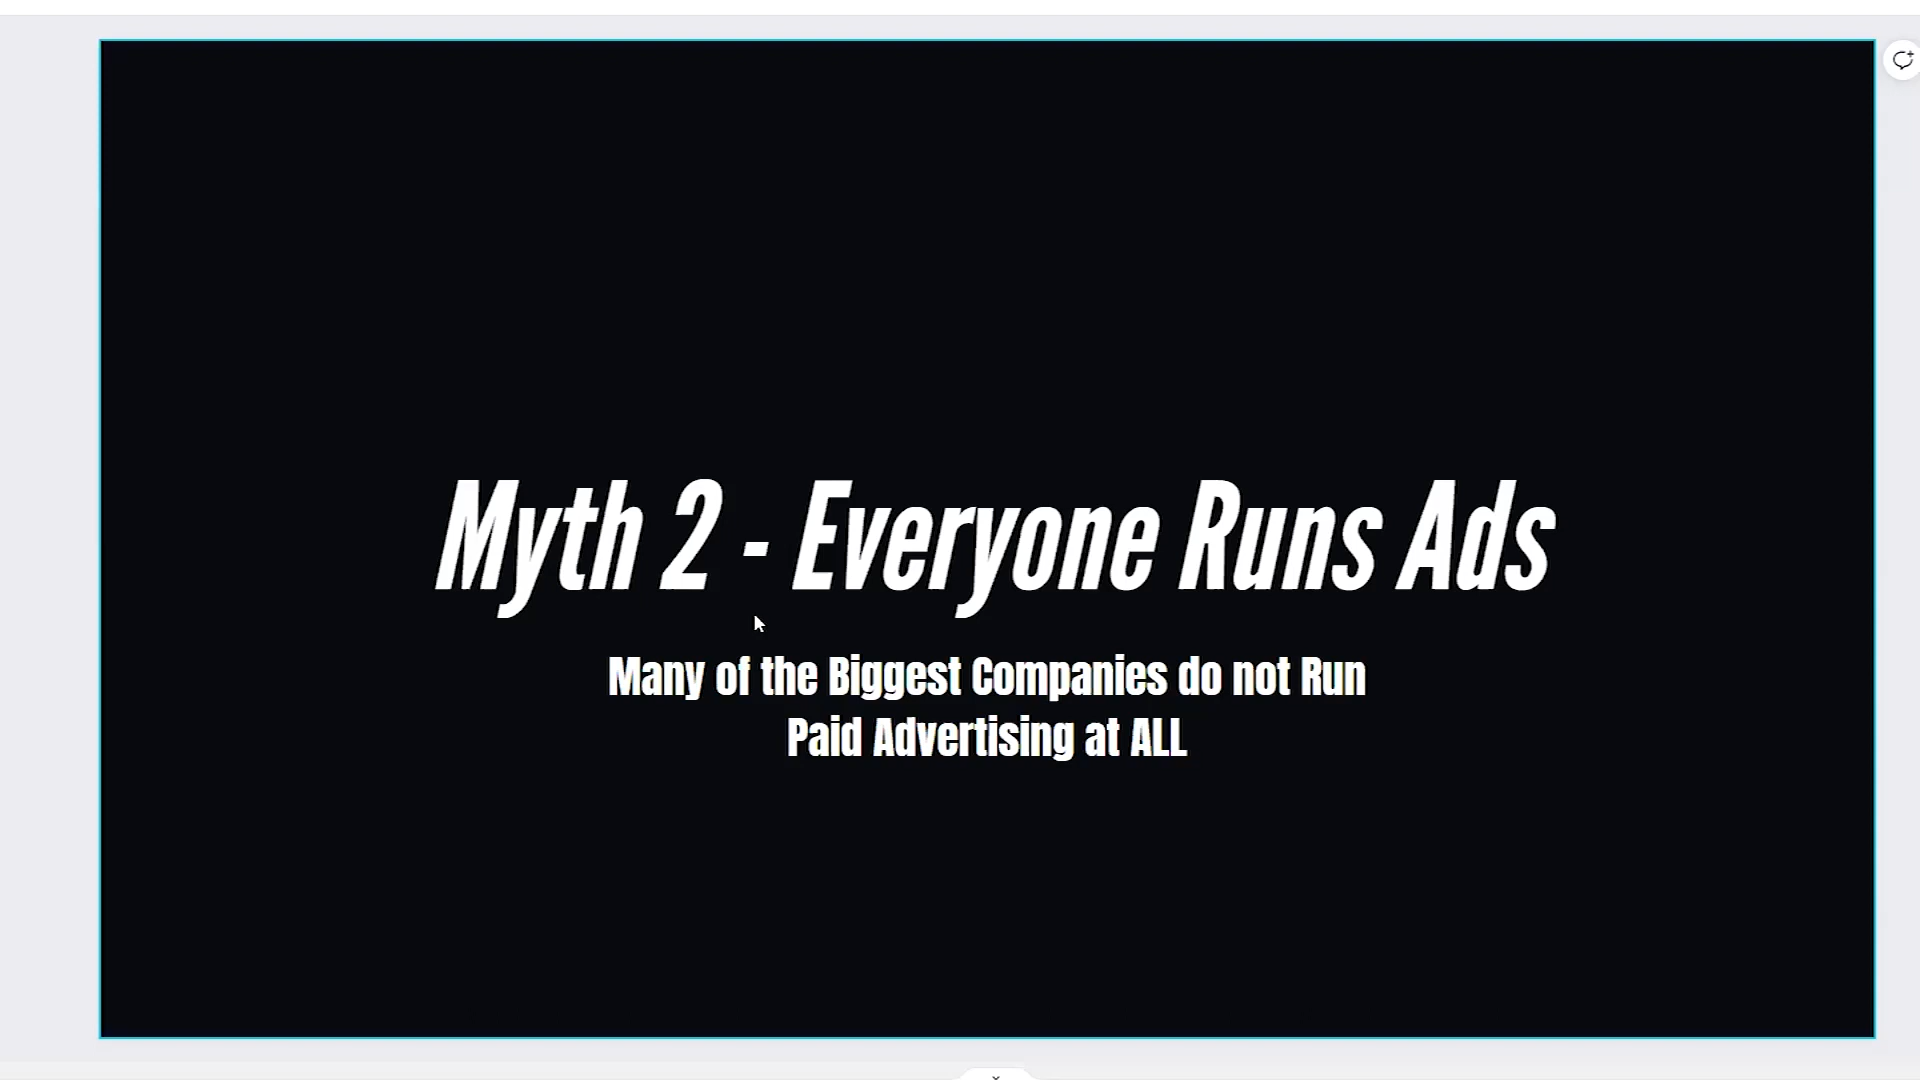 Myth 2 - Everyone Runs Ads
Many of the Biggest Companies do not Run
Paid Advertising at ALL